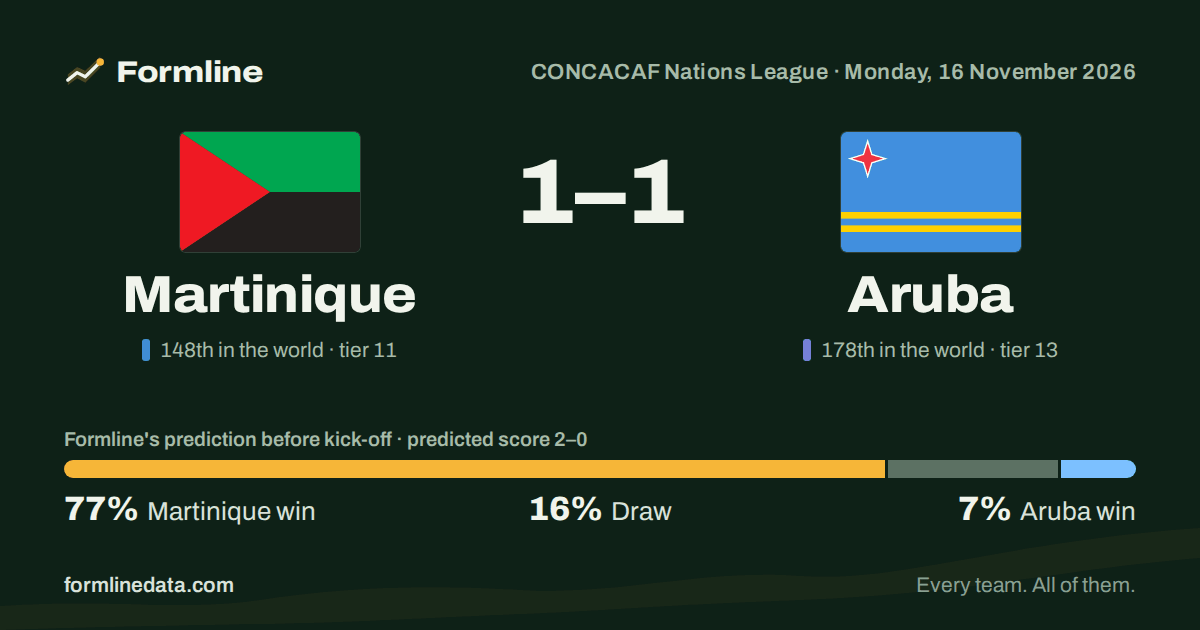 Formline
CONCACAF Nations League · Monday, 16 November 2026
1–1
Martinique
Aruba
148th in the world · tier 11
178th in the world · tier 13
Formline's prediction before kick-off · predicted score 2–0
77% Martinique win
16% Draw
7% Aruba win
formlinedata.com
Every team. All of them.